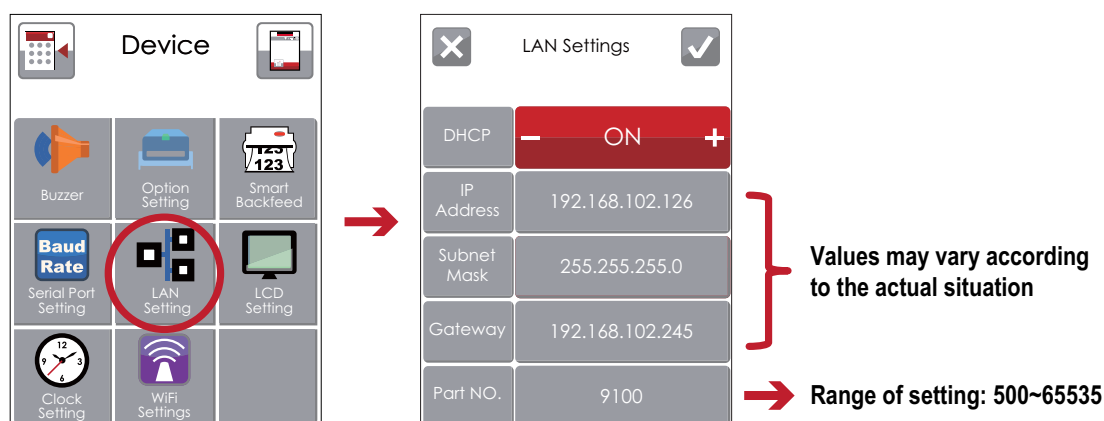 Device
Buzzer
Option
Setting
123
123
Smart
Backfeed
Baud
Rate
Serial Port
Setting
LAN
Setting
LCD
Setting
12
9
3
6
Clock
Setting
WiFi
Settings
LAN Settings
DHCP
− ON +
IP
Address
192.168.102.126
Subnet
Mask
255.255.255.0
Gateway
192.168.102.245
Part NO.
9100
Values may vary according
to the actual situation
Range of setting: 500~65535